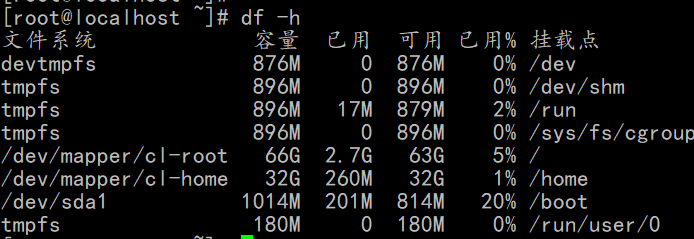 [root@localhost ~]# df -h
文件系统 容量 已用 可用 已用% 挂载点
devtmpfs 876M 0 876M 0% /dev
tmpfs 896M 0 896M 0% /dev/shm
tmpfs 896M 17M 879M 2% /run
tmpfs 896M 0 896M 0% /sys/fs/cgroup
/dev/mapper/cl-root 66G 2.7G 63G 5% /
/dev/mapper/cl-home 32G 260M 32G 1% /home
/dev/sda1 1014M 201M 814M 20% /boot
tmpfs 180M 0 180M 0% /run/user/0